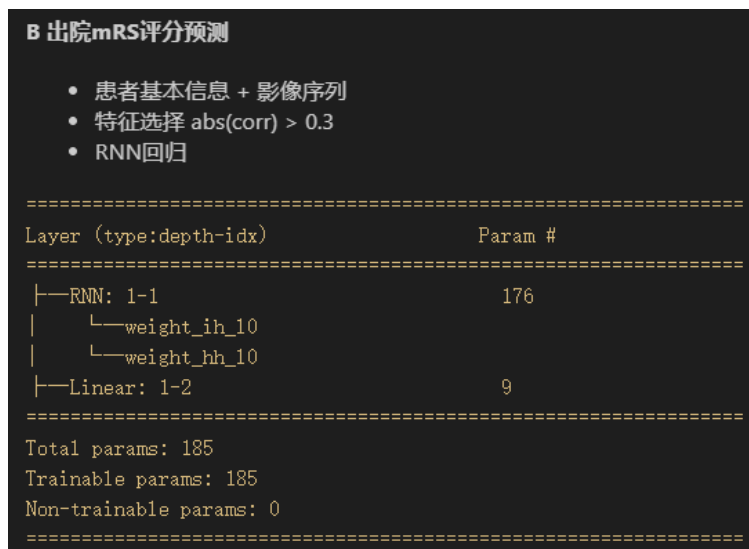 B 出院mRS评分预测
• 患者基本信息 + 影像序列
• 特征选择 abs(corr) > 0.3
• RNN回归
=================================================================
Layer (type:depth-idx) Param #
=================================================================
├─RNN: 1-1 176
│ └─weight_ih_l0
│ └─weight_hh_l0
├─Linear: 1-2 9
=================================================================
Total params: 185
Trainable params: 185
Non-trainable params: 0
=================================================================